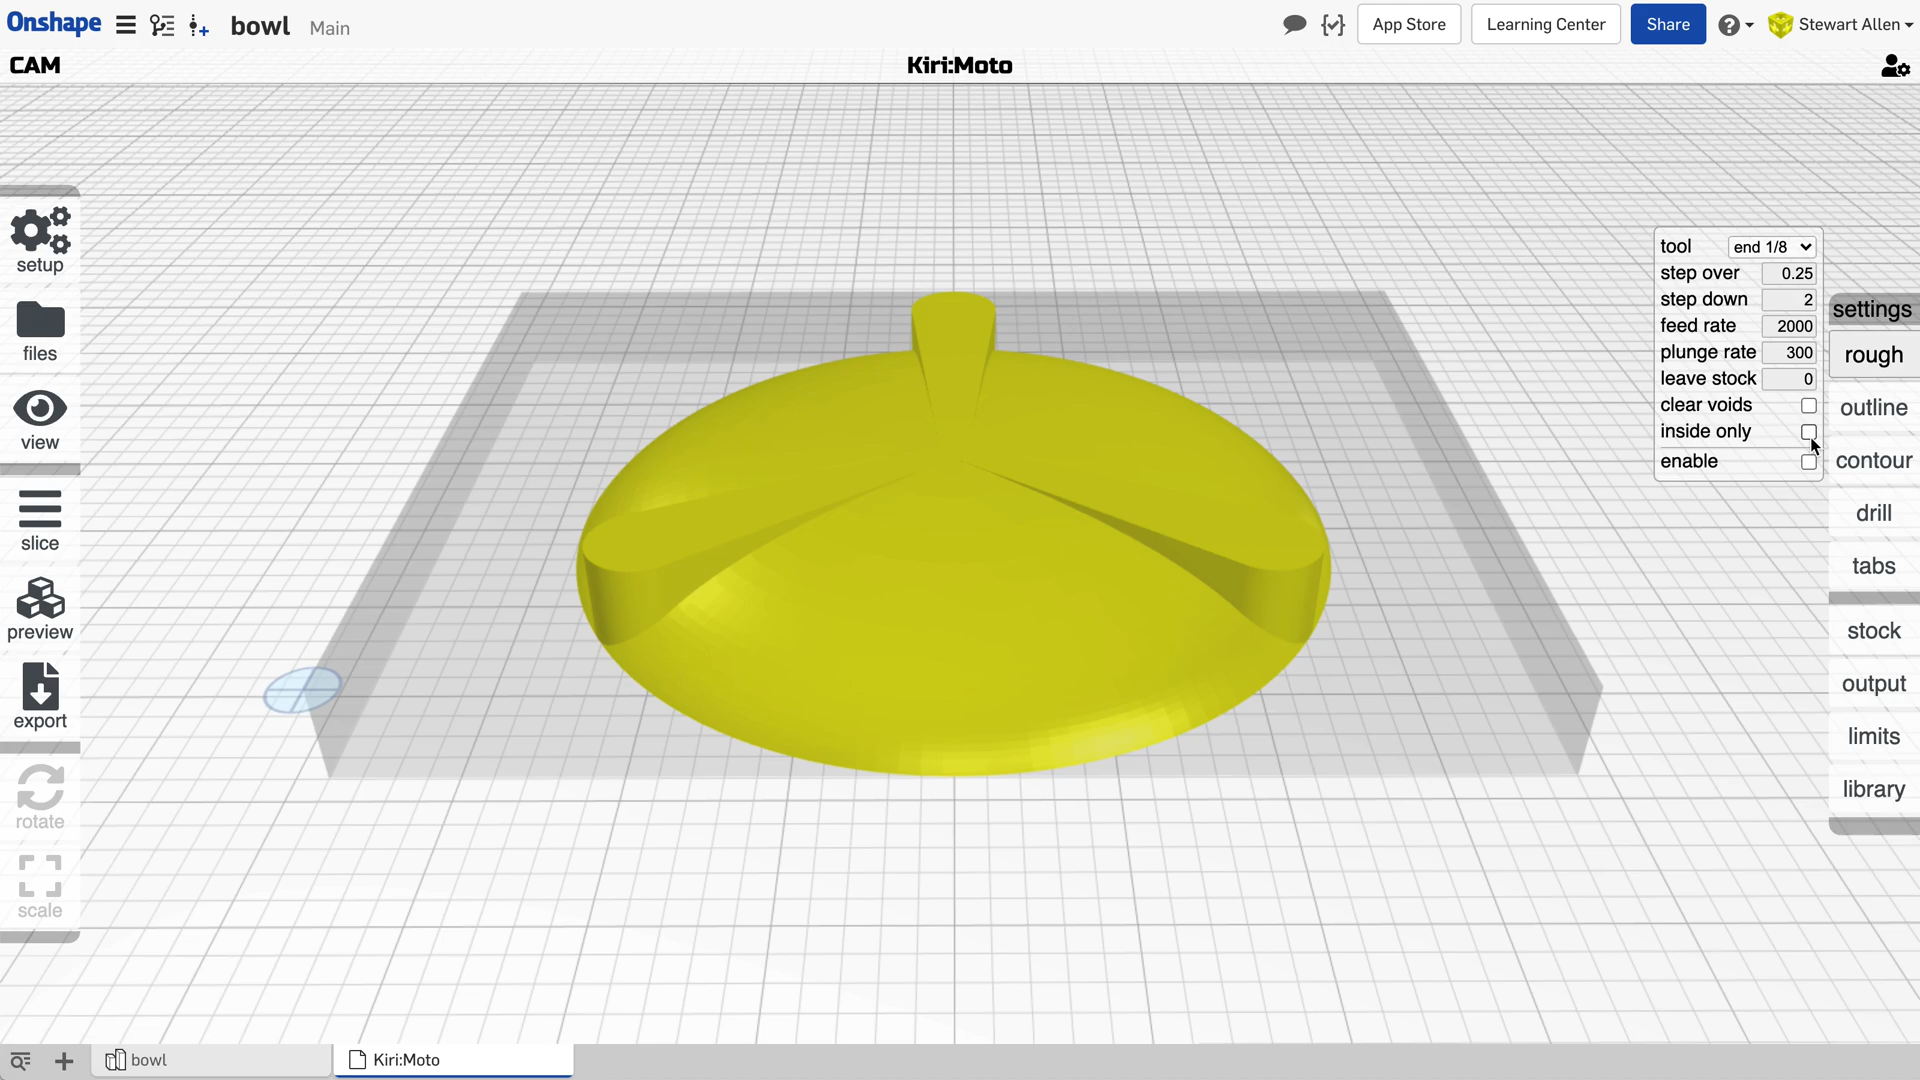 Onshape bowl Main App Store Learning Center Share Stewart Allen
CAM Kiri:Moto
setup
files
view
slice
preview
export
rotate
scale
tool end 1/8
step over 0.25
step down 2
feed rate 2000
plunge rate 300
leave stock 0
clear voids
inside only
enable
settings
rough
outline
contour
drill
tabs
stock
output
limits
library
bowl Kiri:Moto